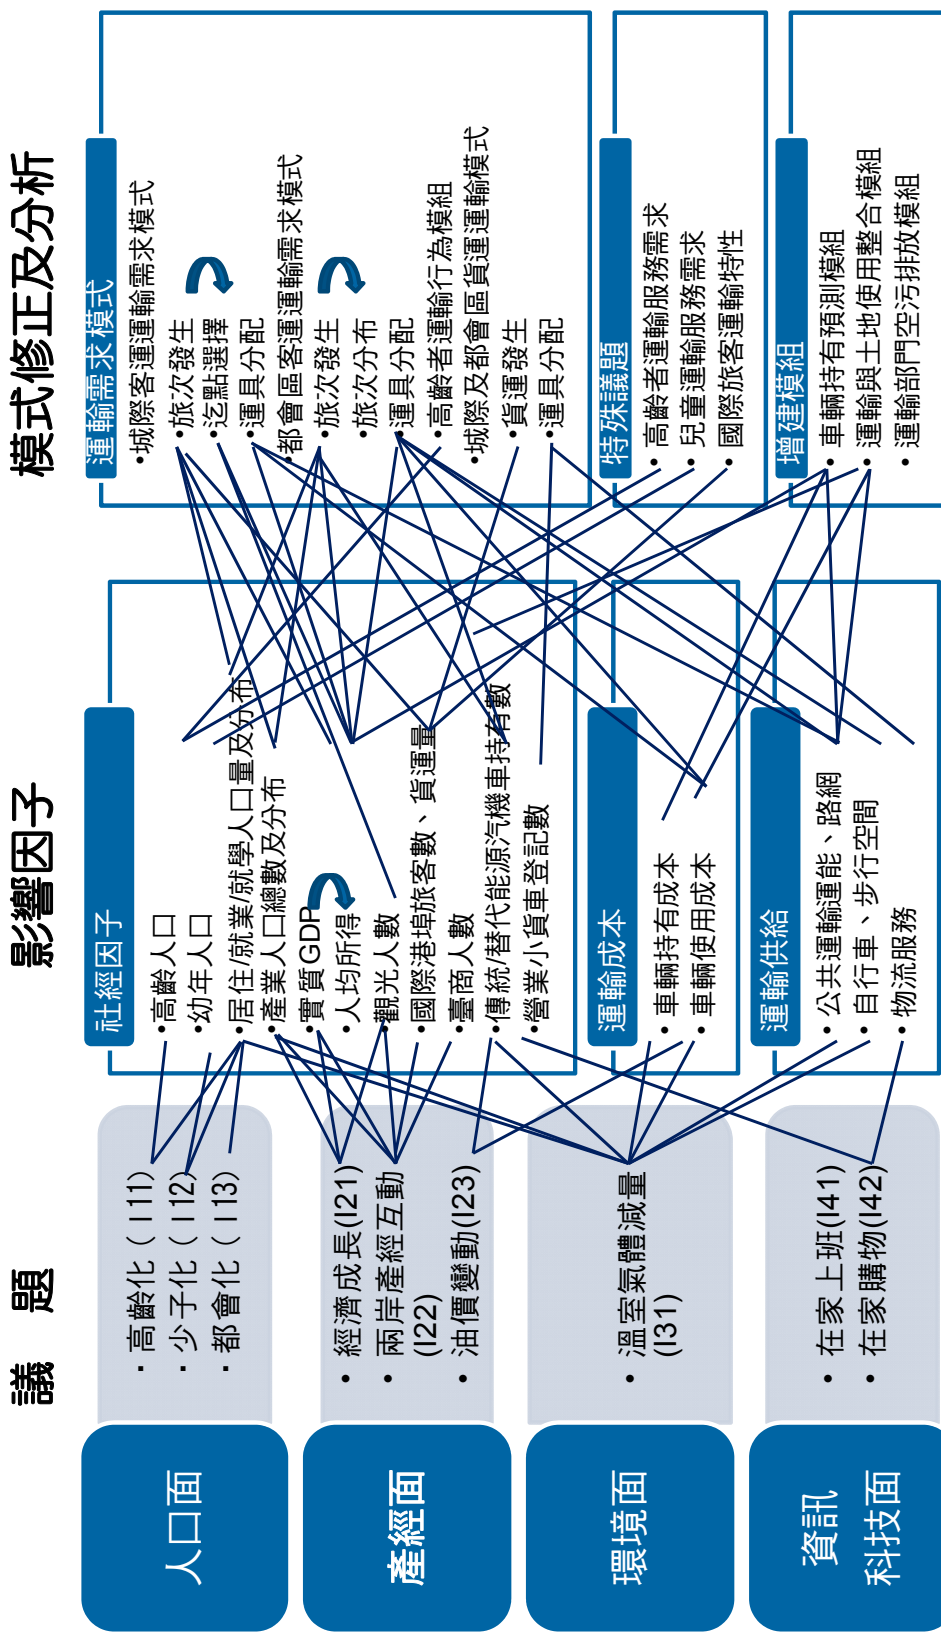 議 題
影響因子
模式修正及分析
人口面
· 高齡化（I11）
· 少子化（I12）
· 都會化（I13）
產經面
• 經濟成長(I21)
• 兩岸產經互動
(I22)
• 油價變動(I23)
環境面
• 溫室氣體減量
(I31)
資訊
科技面
• 在家上班(I41)
• 在家購物(I42)
社經因子
•高齡人口
•幼年人口
•居住/就業/就學人口量及分布
•產業人口總數及分布
•實質GDP
•人均所得
•觀光人數
•國際港埠旅客數、貨運量
•臺商人數
•傳統/替代能源汽機車持有數
•營業小貨車登記數
運輸成本
• 車輛持有成本
• 車輛使用成本
運輸供給
• 公共運輸運能、路網
• 自行車、步行空間
• 物流服務
運輸需求模式
•城際客運運輸需求模式
•旅次發生
•迄點選擇
•運具分配
•都會區客運運輸需求模式
•旅次發生
•旅次分布
•運具分配
•高齡者運輸行為模組
•城際及都會區貨運運輸模式
•貨運發生
•運具分配
特殊議題
• 高齡者運輸服務需求
• 兒童運輸服務需求
• 國際旅客運輸特性
增建模組
• 車輛持有預測模組
• 運輸與土地使用整合模組
• 運輸部門空污排放模組